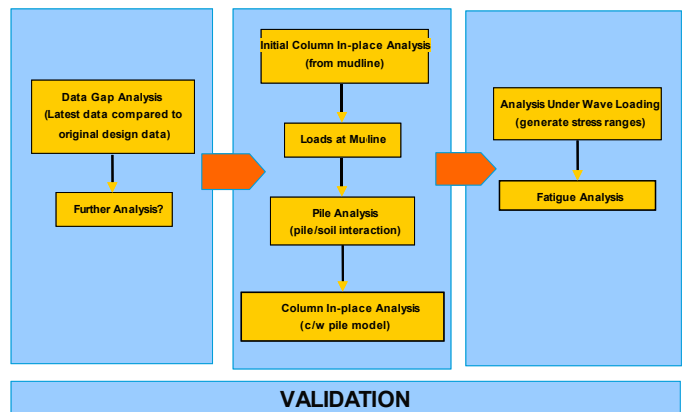 Data Gap Analysis
(Latest data compared to
original design data)
Further Analysis?
Initial Column In-place Analysis
(from mudline)
Loads at Mudline
Pile Analysis
(pile/soil interaction)
Column In-place Analysis
(c/w pile model)
Analysis Under Wave Loading
(generate stress ranges)
Fatigue Analysis
VALIDATION